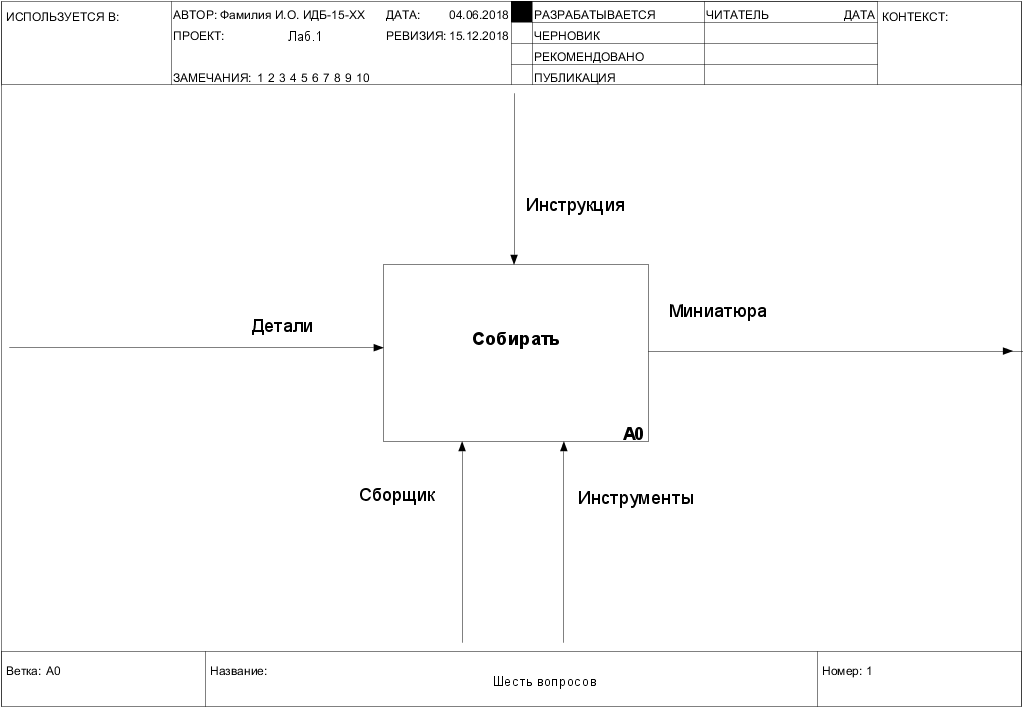 ИСПОЛЬЗУЕТСЯ В:
АВТОР: Фамилия И.О. ИДБ-15-XX ДАТА: 04.06.2018
ПРОЕКТ: Лаб.1 РЕВИЗИЯ: 15.12.2018
ЗАМЕЧАНИЯ: 1 2 3 4 5 6 7 8 9 10
РАЗРАБАТЫВАЕТСЯ
ЧЕРНОВИК
РЕКОМЕНДОВАНО
ПУБЛИКАЦИЯ
ЧИТАТЕЛЬ ДАТА
КОНТЕКСТ:
Инструкция
Детали
Собирать
A0
Миниатюра
Сборщик
Инструменты
Ветка: A0
Название:
Шесть вопросов
Номер: 1